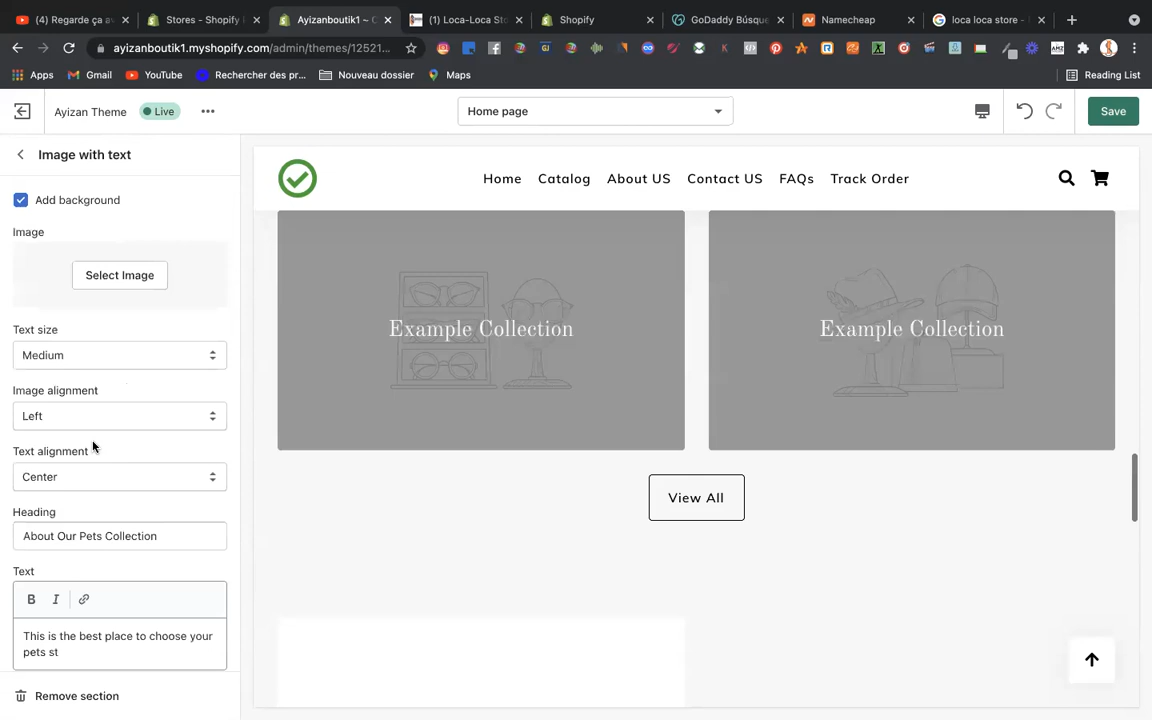 (4) Regarde ça av
Stores - Shopify
Ayizanboutik1 ~ C
(1) Loca-Loca Sto
Shopify
GoDaddy Búsque
Namecheap
loca loca store -
ayizanboutik1.myshopify.com/admin/themes/12521
Apps
Gmail
YouTube
Rechercher des pr...
Nouveau dossier
Maps
Reading List
Ayizan Theme
Live
Home page
Save
Image with text
Add background
Image
Select Image
Text size
Medium
Image alignment
Left
Text alignment
Center
Heading
About Our Pets Collection
Text
B I
This is the best place to choose your
pets st
Remove section
Home Catalog About US Contact US FAQs Track Order
Example Collection
Example Collection
View All